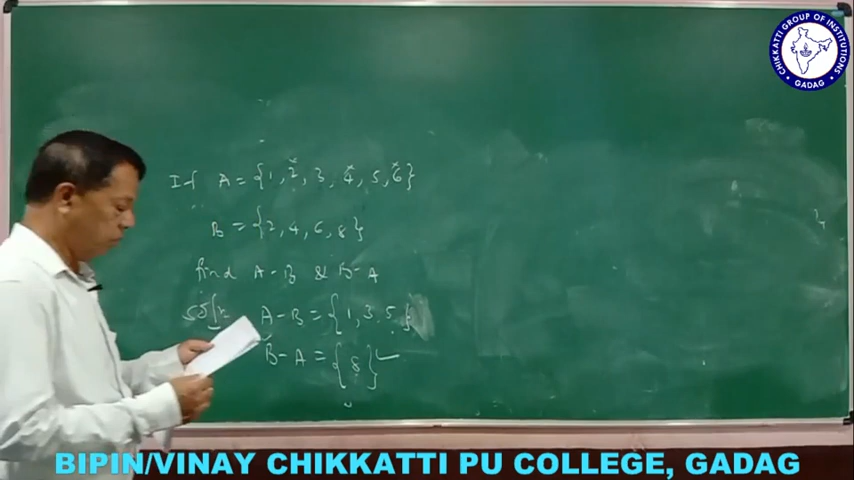 CHIKKATTI GROUP OF INSTITUTIONS
GADAG
If A = {1, 2, 3, 4, 5, 6}
B = {2, 4, 6, 8}
find A - B & B - A
Soln A - B = {1, 3. 5}
B - A = {8}
BIPIN/VINAY CHIKKATTI PU COLLEGE, GADAG